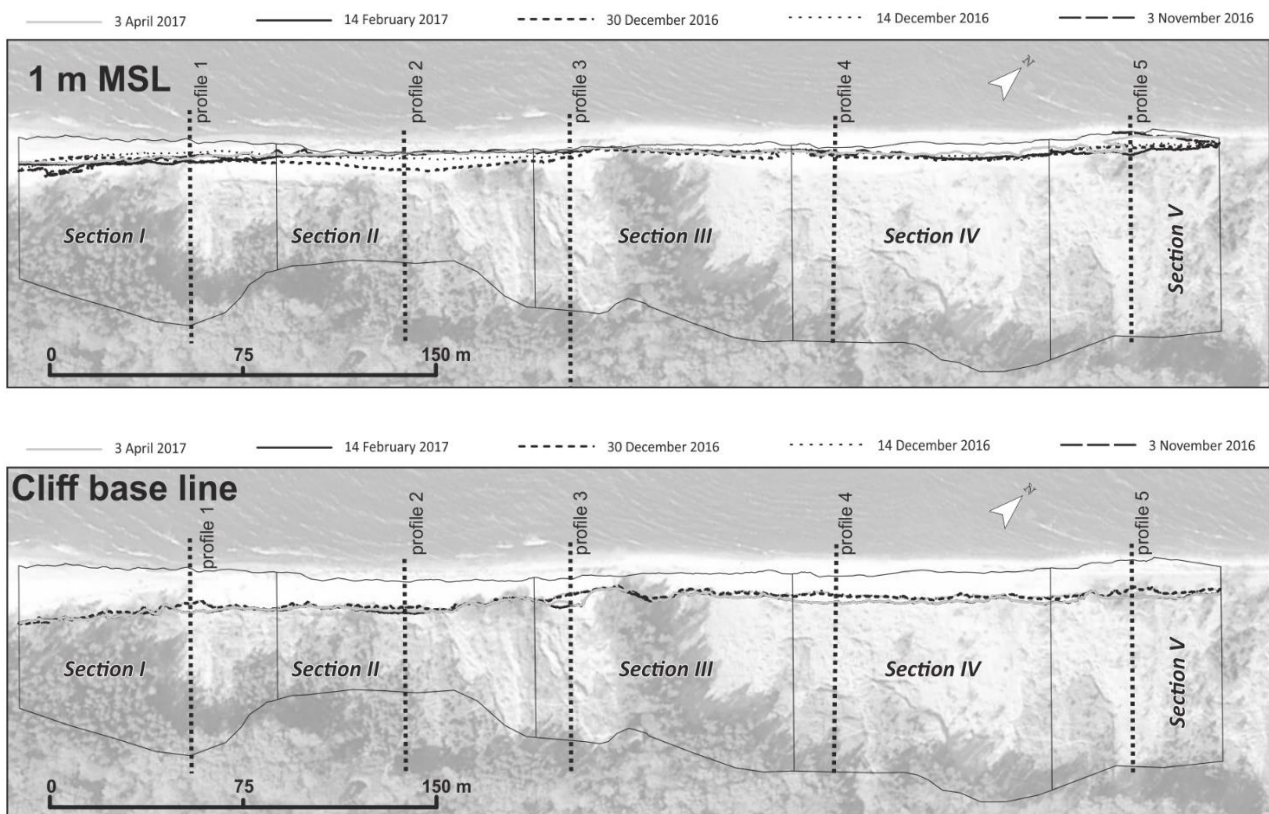 3 April 2017 14 February 2017 30 December 2016 14 December 2016 3 November 2016
1 m MSL
profile 1
profile 2
profile 3
profile 4
profile 5
N
Section I
Section II
Section III
Section IV
Section V
0 75 150 m
3 April 2017 14 February 2017 30 December 2016 14 December 2016 3 November 2016
Cliff base line
profile 1
profile 2
profile 3
profile 4
profile 5
N
Section I
Section II
Section III
Section IV
Section V
0 75 150 m